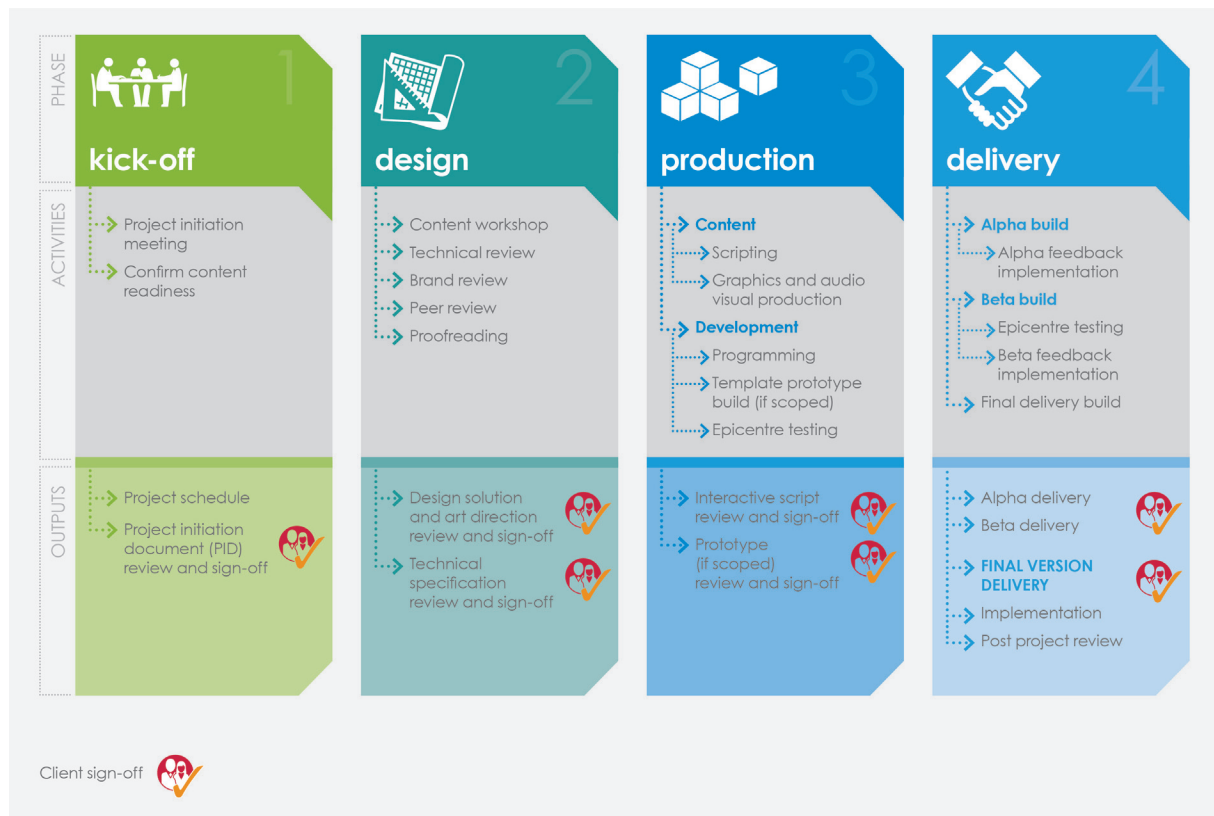 PHASE
1
kick-off
2
design
3
production
4
delivery
ACTIVITIES
Project initiation
meeting
Confirm content
readiness
Content workshop
Technical review
Brand review
Peer review
Proofreading
Content
Scripting
Graphics and audio
visual production
Development
Programming
Template prototype
build (if scoped)
Epicentre testing
Alpha build
Alpha feedback
implementation
Beta build
Epicentre testing
Beta feedback
implementation
Final delivery build
OUTPUTS
Project schedule
Project initiation
document (PID)
review and sign-off
Design solution
and art direction
review and sign-off
Technical
specification
review and sign-off
Interactive script
review and sign-off
Prototype
(if scoped)
review and sign-off
Alpha delivery
Beta delivery
FINAL VERSION
DELIVERY
Implementation
Post project review
Client sign-off